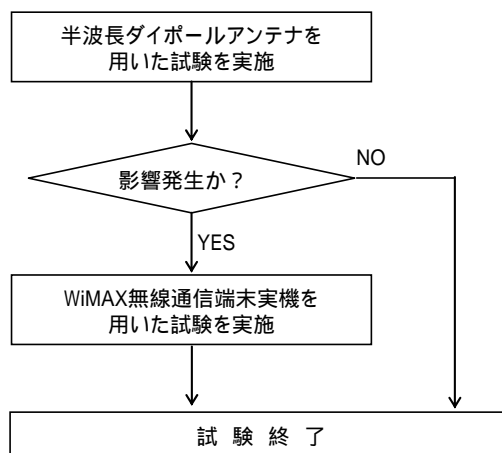 半波長ダイポールアンテナを
用いた試験を実施
影響発生か？
NO
YES
WiMAX無線通信端末実機を
用いた試験を実施
試 験 終 了